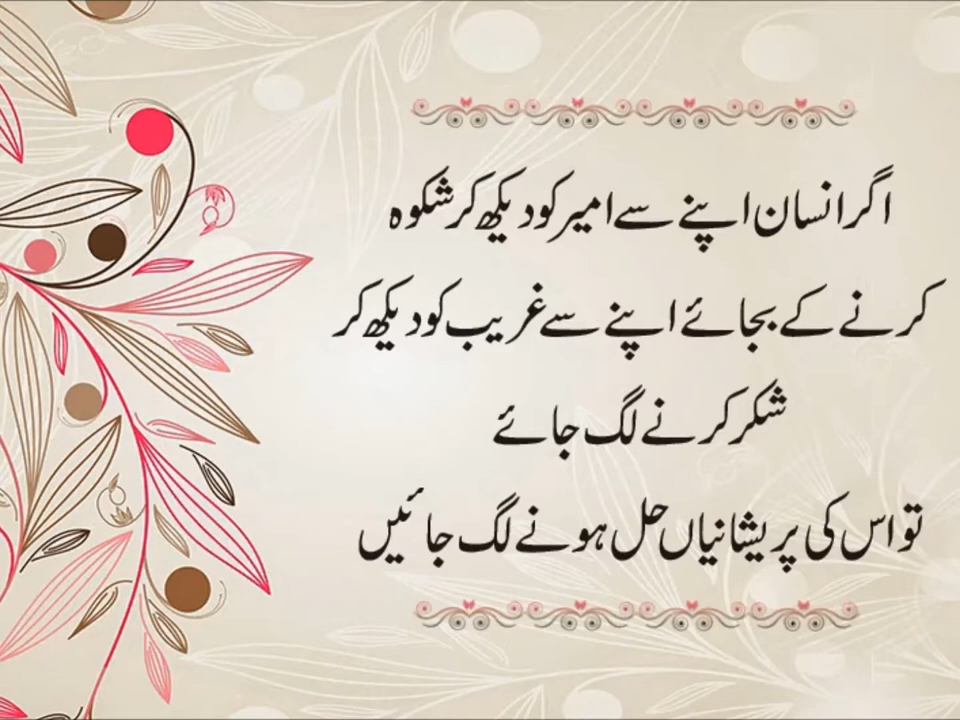 اگر انسان اپنے سے امیر کو دیکھ کر شکوہ
کرنے کے بجائے اپنے سے غریب کو دیکھ کر
شکر کرنے لگ جائے
تو اس کی پریشانیاں حل ہونے لگ جائیں